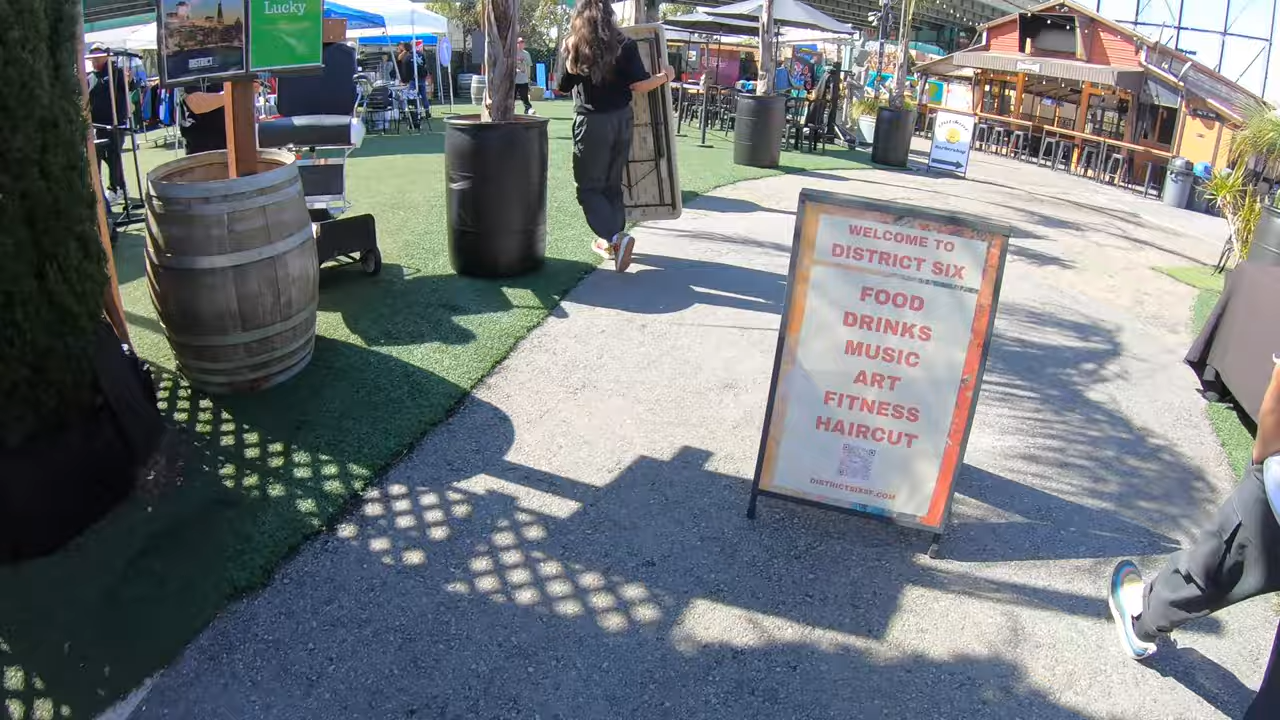 Lucky
DISTRICT
WELCOME TO
DISTRICT SIX
FOOD
DRINKS
MUSIC
ART
FITNESS
HAIRCUT
DISTRICTSIXSF.COM